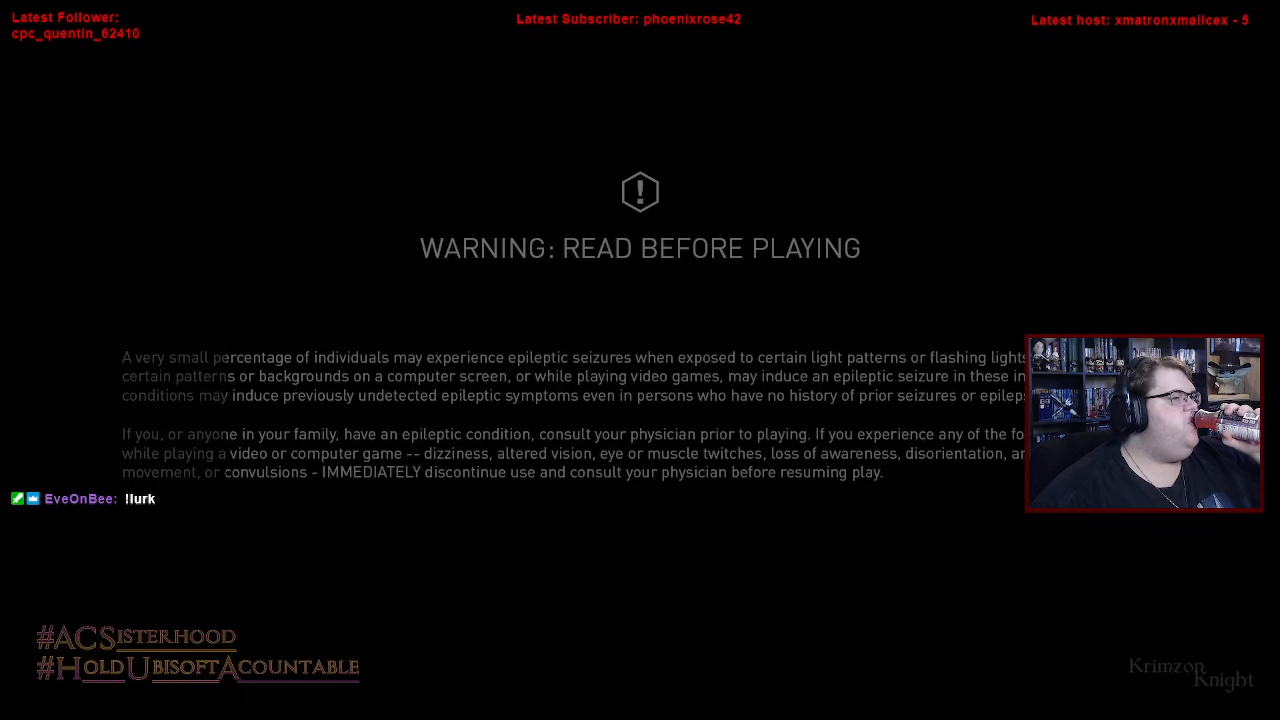 Latest Follower:
cpc_quentin_62410
Latest Subscriber: phoenixrose42
Latest host: xmatronxmalicex - 5
WARNING: READ BEFORE PLAYING
A very small percentage of individuals may experience epileptic seizures when exposed to certain light patterns or flashing lights
certain patterns or backgrounds on a computer screen, or while playing video games, may induce an epileptic seizure in these in
conditions may induce previously undetected epileptic symptoms even in persons who have no history of prior seizures or epilep
If you, or anyone in your family, have an epileptic condition, consult your physician prior to playing. If you experience any of the fo
while playing a video or computer game -- dizziness, altered vision, eye or muscle twitches, loss of awareness, disorientation, an
movement, or convulsions - IMMEDIATELY discontinue use and consult your physician before resuming play.
EveOnBee: !lurk
#ACSisterhood
#HoldUbisoftAcountable
Krimzon
Knight